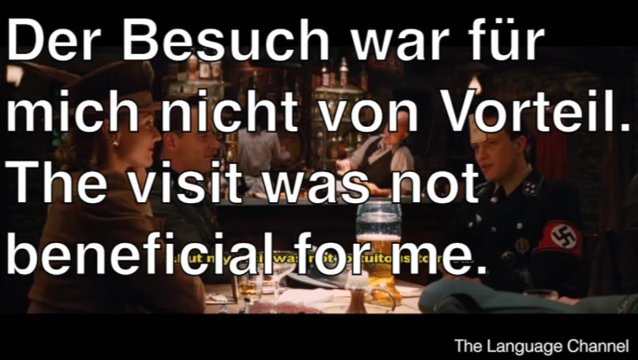 Der Besuch war für
mich nicht von Vorteil.
The visit was not
beneficial for me.
The Language Channel